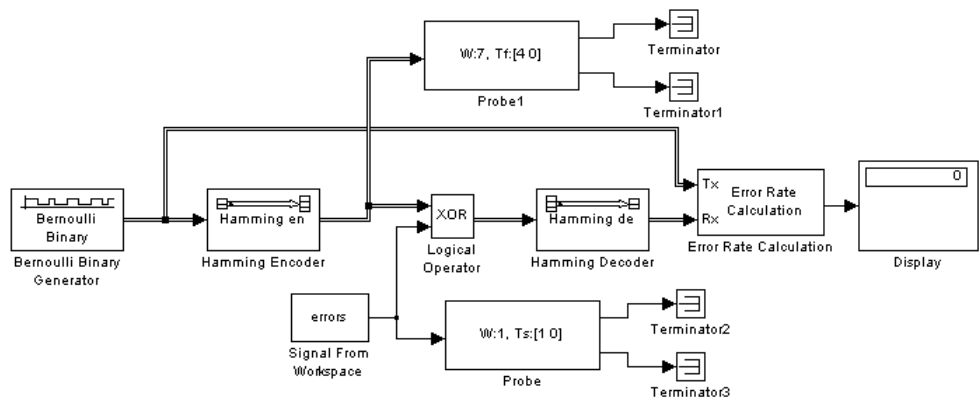 W:7, Tf:[4 0]
Probe1
Terminator
Terminator1
Bernoulli
Binary
Bernoulli Binary
Generator
Hamming en
Hamming Encoder
XOR
Logical
Operator
Hamming de
Hamming Decoder
Tx
Rx
Error Rate
Calculation
Error Rate Calculation
0
Display
errors
Signal From
Workspace
W:1, Ts:[1 0]
Probe
Terminator2
Terminator3